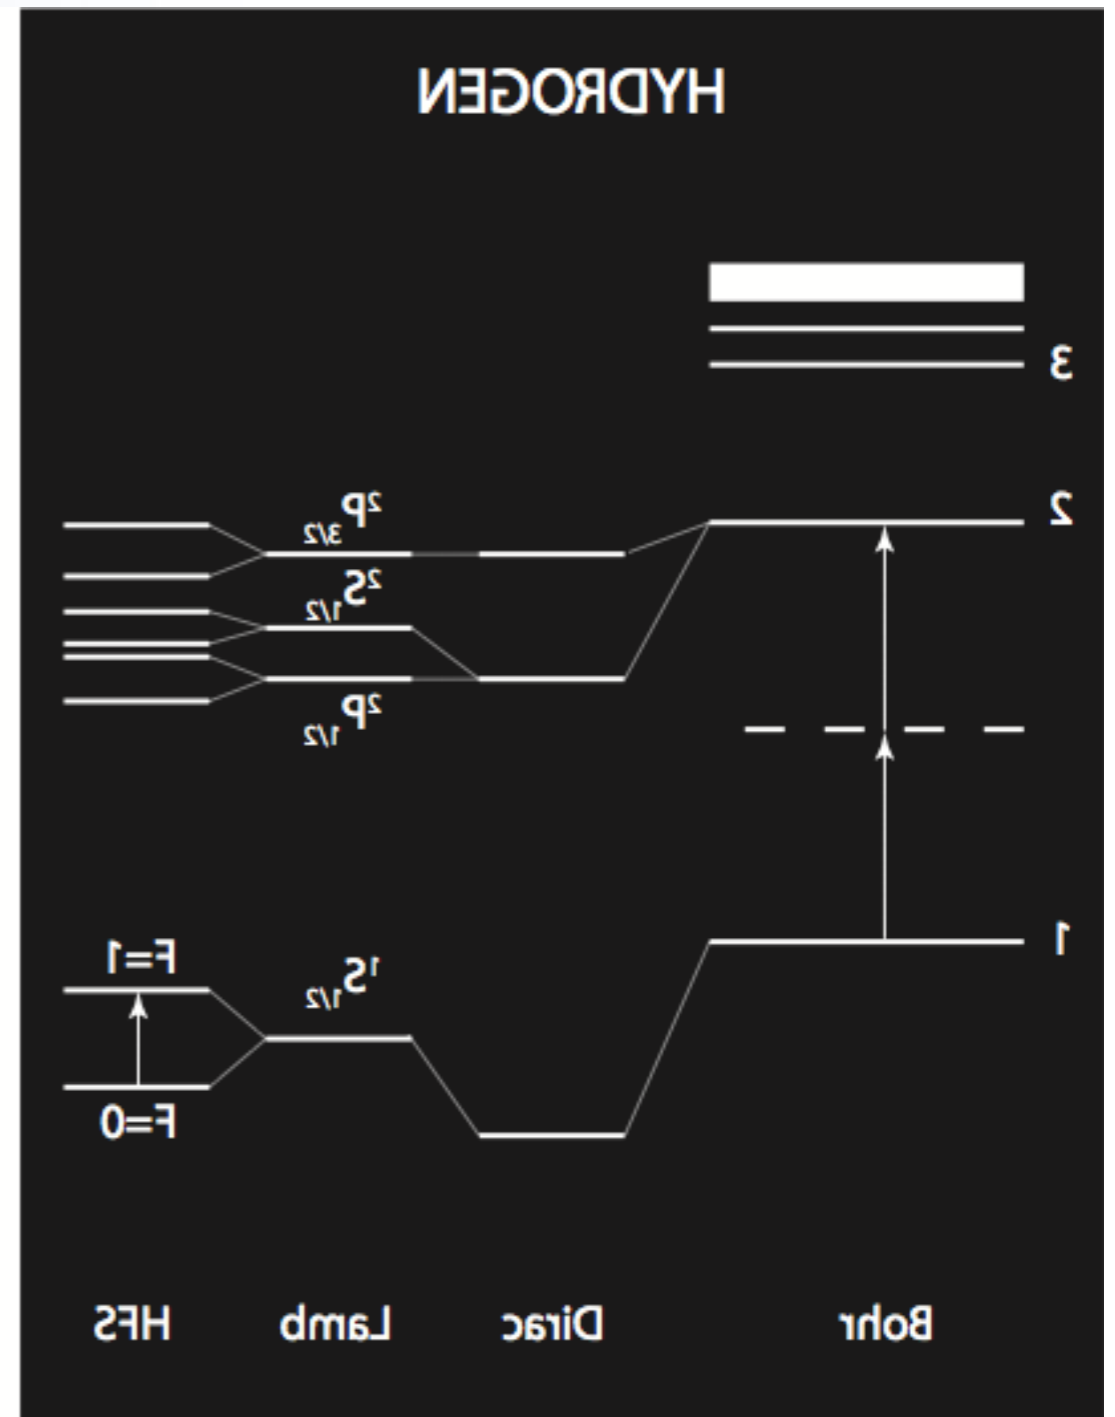 HYDROGEN
3
2
2P3/2
2S1/2
2P1/2
1
F=1
1S1/2
F=0
Bohr Dirac Lamb HFS